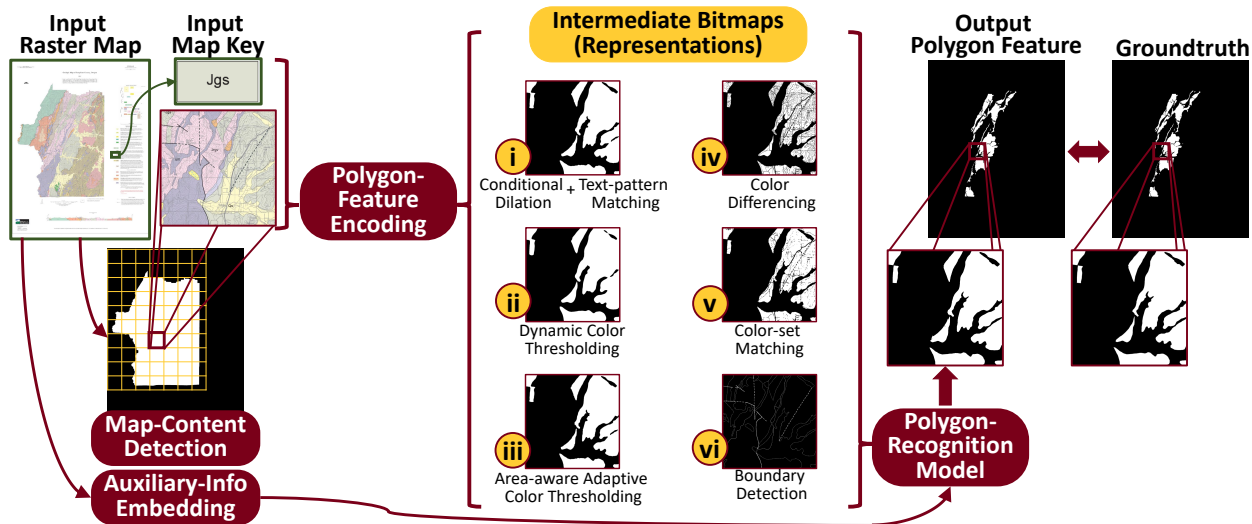 Input
Raster Map
Input
Map Key
Jgs
Polygon-
Feature
Encoding
Map-Content
Detection
Auxiliary-Info
Embedding
Intermediate Bitmaps
(Representations)
i
Conditional + Text-pattern
Dilation Matching
ii
Dynamic Color
Thresholding
iii
Area-aware Adaptive
Color Thresholding
iv
Color
Differencing
v
Color-set
Matching
vi
Boundary
Detection
Output
Polygon Feature
Groundtruth
Polygon-
Recognition
Model